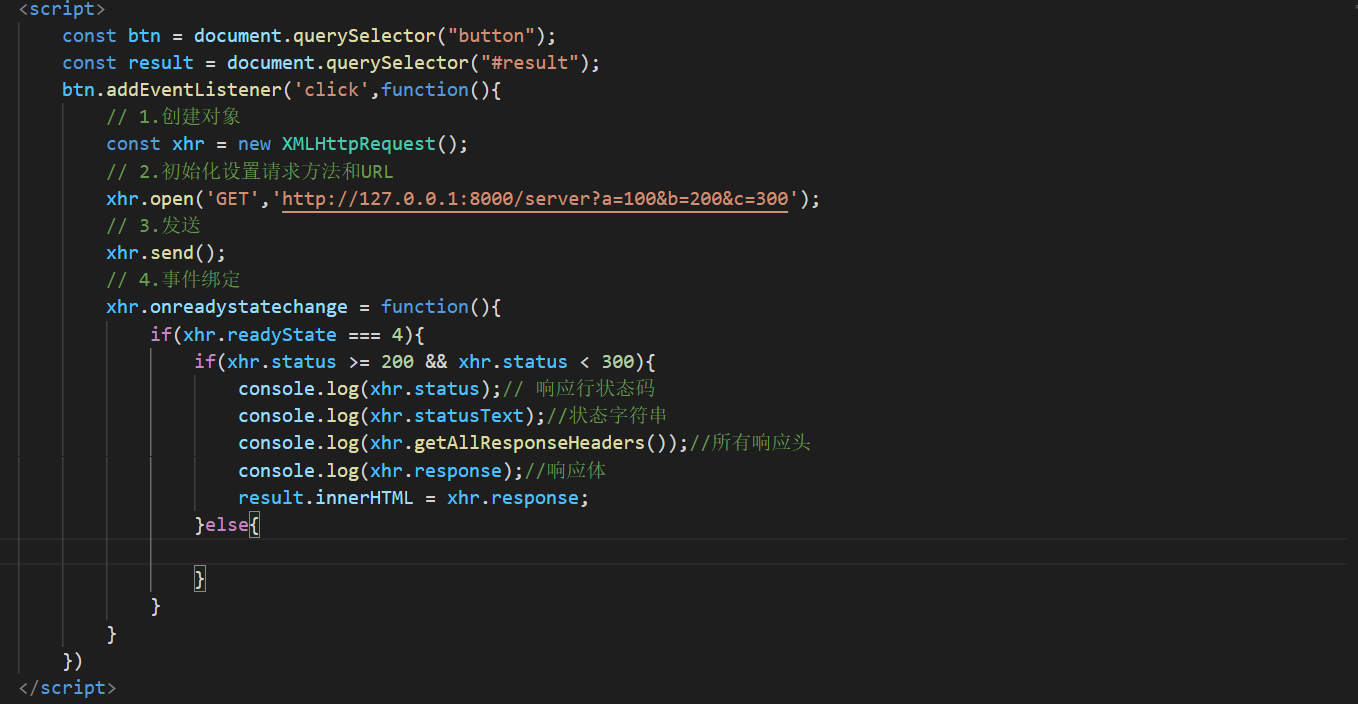 <script>
const btn = document.querySelector("button");
const result = document.querySelector("#result");
btn.addEventListener('click',function(){
// 1.创建对象
const xhr = new XMLHttpRequest();
// 2.初始化设置请求方法和URL
xhr.open('GET','http://127.0.0.1:8000/server?a=100&b=200&c=300');
// 3.发送
xhr.send();
// 4.事件绑定
xhr.onreadystatechange = function(){
if(xhr.readyState === 4){
if(xhr.status >= 200 && xhr.status < 300){
console.log(xhr.status);// 响应行状态码
console.log(xhr.statusText);//状态字符串
console.log(xhr.getAllResponseHeaders());//所有响应头
console.log(xhr.response);//响应体
result.innerHTML = xhr.response;
}else{
}
}
}
})
</script>